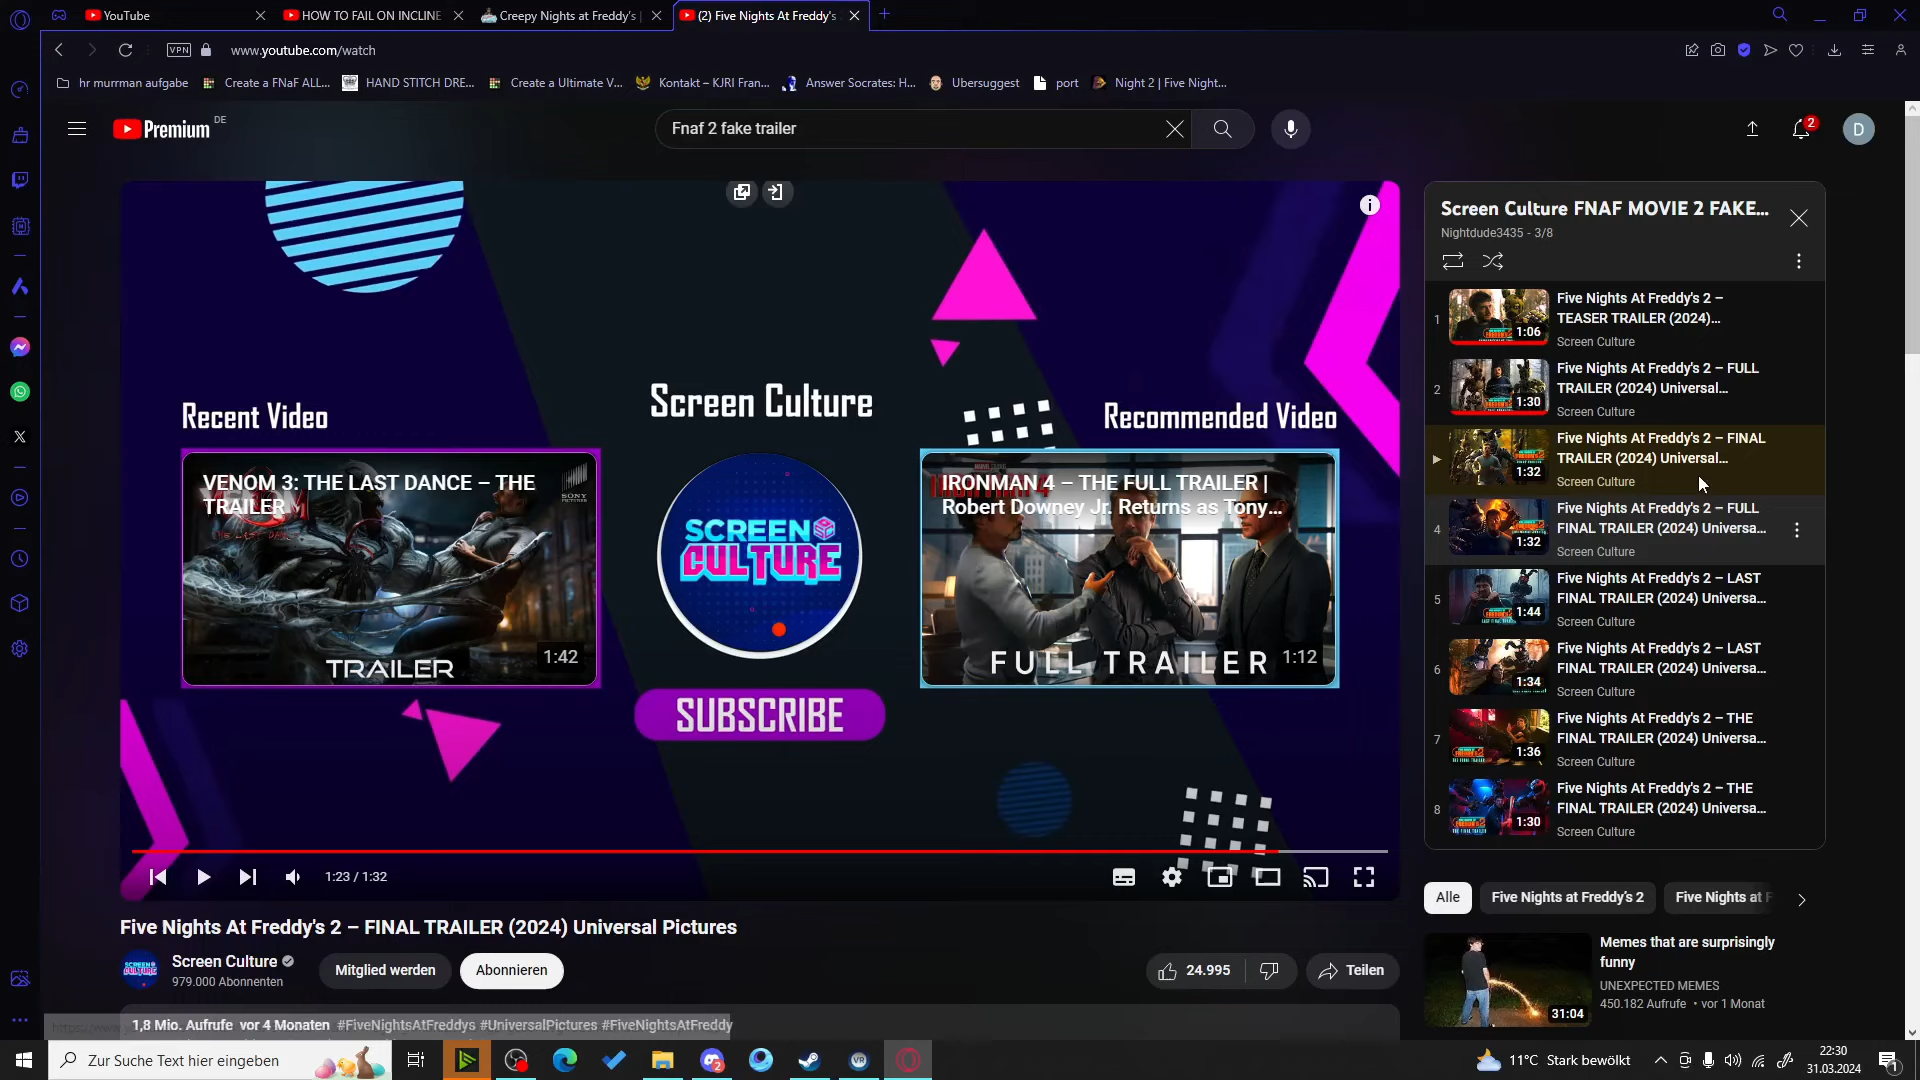 YouTube
HOW TO FAIL ON INCLINE
Creepy Nights at Freddy's |
(2) Five Nights At Freddy's
VPN
www.youtube.com/watch
hr murrman aufgabe
Create a FNaF ALL...
HAND STITCH DRE...
Create a Ultimate V...
Kontakt – KJRI Fran...
Answer Socrates: H...
Ubersuggest
port
Night 2 | Five Night...
Premium
DE
Fnaf 2 fake trailer
2
D
Screen Culture
Recent Video
Recommended Video
VENOM 3: THE LAST DANCE – THE
TRAILER
SONY
TRAILER
1:42
SCREEN
CULTURE
SUBSCRIBE
IRONMAN 4 – THE FULL TRAILER |
Robert Downey Jr. Returns as Tony...
FULL TRAILER
1:12
1:23 / 1:32
Five Nights At Freddy's 2 – FINAL TRAILER (2024) Universal Pictures
SCREEN
CULTURE
Screen Culture
979.000 Abonnenten
Mitglied werden
Abonnieren
24.995
Teilen
1,8 Mio. Aufrufe vor 4 Monaten #FiveNightsAtFreddys #UniversalPictures #FiveNightsAtFreddy
Screen Culture FNAF MOVIE 2 FAKE...
Nightdude3435 - 3/8
1
1:06
Five Nights At Freddy's 2 –
TEASER TRAILER (2024)...
Screen Culture
2
1:30
Five Nights At Freddy's 2 – FULL
TRAILER (2024) Universal...
Screen Culture
1:32
Five Nights At Freddy's 2 – FINAL
TRAILER (2024) Universal...
Screen Culture
4
1:32
Five Nights At Freddy's 2 – FULL
FINAL TRAILER (2024) Universa...
Screen Culture
5
1:44
Five Nights At Freddy's 2 – LAST
FINAL TRAILER (2024) Universa...
Screen Culture
6
1:34
Five Nights At Freddy's 2 – LAST
FINAL TRAILER (2024) Universa...
Screen Culture
7
1:36
Five Nights At Freddy's 2 – THE
FINAL TRAILER (2024) Universa...
Screen Culture
8
1:30
Five Nights At Freddy's 2 – THE
FINAL TRAILER (2024) Universa...
Screen Culture
Alle
Five Nights at Freddy's 2
Five Nights at F
Memes that are surprisingly
funny
UNEXPECTED MEMES
450.182 Aufrufe • vor 1 Monat
31:04
Zur Suche Text hier eingeben
2
VR
11°C Stark bewölkt
22:30
31.03.2024
1